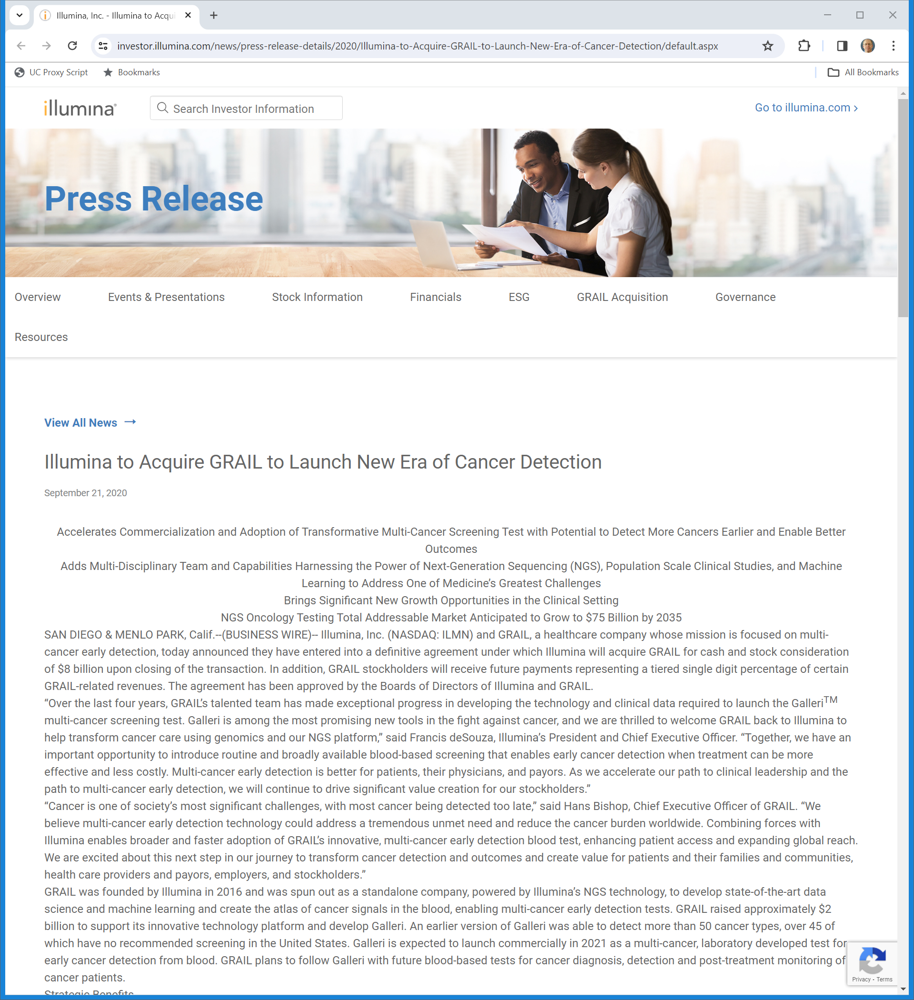 Illumina, Inc. - Illumina to Acqui
investor.illumina.com/news/press-release-details/2020/Illumina-to-Acquire-GRAIL-to-Launch-New-Era-of-Cancer-Detection/default.aspx
UC Proxy Script
Bookmarks
All Bookmarks
illumina®
Search Investor Information
Go to illumina.com ›
Press Release
Overview
Events & Presentations
Stock Information
Financials
ESG
GRAIL Acquisition
Governance
Resources
View All News →
Illumina to Acquire GRAIL to Launch New Era of Cancer Detection
September 21, 2020
Accelerates Commercialization and Adoption of Transformative Multi-Cancer Screening Test with Potential to Detect More Cancers Earlier and Enable Better
Outcomes
Adds Multi-Disciplinary Team and Capabilities Harnessing the Power of Next-Generation Sequencing (NGS), Population Scale Clinical Studies, and Machine
Learning to Address One of Medicine’s Greatest Challenges
Brings Significant New Growth Opportunities in the Clinical Setting
NGS Oncology Testing Total Addressable Market Anticipated to Grow to $75 Billion by 2035
SAN DIEGO & MENLO PARK, Calif.--(BUSINESS WIRE)-- Illumina, Inc. (NASDAQ: ILMN) and GRAIL, a healthcare company whose mission is focused on multi-
cancer early detection, today announced they have entered into a definitive agreement under which Illumina will acquire GRAIL for cash and stock consideration
of $8 billion upon closing of the transaction. In addition, GRAIL stockholders will receive future payments representing a tiered single digit percentage of certain
GRAIL-related revenues. The agreement has been approved by the Boards of Directors of Illumina and GRAIL.
“Over the last four years, GRAIL’s talented team has made exceptional progress in developing the technology and clinical data required to launch the Galleri™
multi-cancer screening test. Galleri is among the most promising new tools in the fight against cancer, and we are thrilled to welcome GRAIL back to Illumina to
help transform cancer care using genomics and our NGS platform,” said Francis deSouza, Illumina’s President and Chief Executive Officer. “Together, we have an
important opportunity to introduce routine and broadly available blood-based screening that enables early cancer detection when treatment can be more
effective and less costly. Multi-cancer early detection is better for patients, their physicians, and payors. As we accelerate our path to clinical leadership and the
path to multi-cancer early detection, we will continue to drive significant value creation for our stockholders.”
“Cancer is one of society’s most significant challenges, with most cancer being detected too late,” said Hans Bishop, Chief Executive Officer of GRAIL. “We
believe multi-cancer early detection technology could address a tremendous unmet need and reduce the cancer burden worldwide. Combining forces with
Illumina enables broader and faster adoption of GRAIL’s innovative, multi-cancer early detection blood test, enhancing patient access and expanding global reach.
We are excited about this next step in our journey to transform cancer detection and outcomes and create value for patients and their families and communities,
health care providers and payors, employers, and stockholders.”
GRAIL was founded by Illumina in 2016 and was spun out as a standalone company, powered by Illumina’s NGS technology, to develop state-of-the-art data
science and machine learning and create the atlas of cancer signals in the blood, enabling multi-cancer early detection tests. GRAIL raised approximately $2
billion to support its innovative technology platform and develop Galleri. An earlier version of Galleri was able to detect more than 50 cancer types, over 45 of
which have no recommended screening in the United States. Galleri is expected to launch commercially in 2021 as a multi-cancer, laboratory developed test for
early cancer detection from blood. GRAIL plans to follow Galleri with future blood-based tests for cancer diagnosis, detection and post-treatment monitoring of
cancer patients.
Strategic Benefits
Privacy - Terms